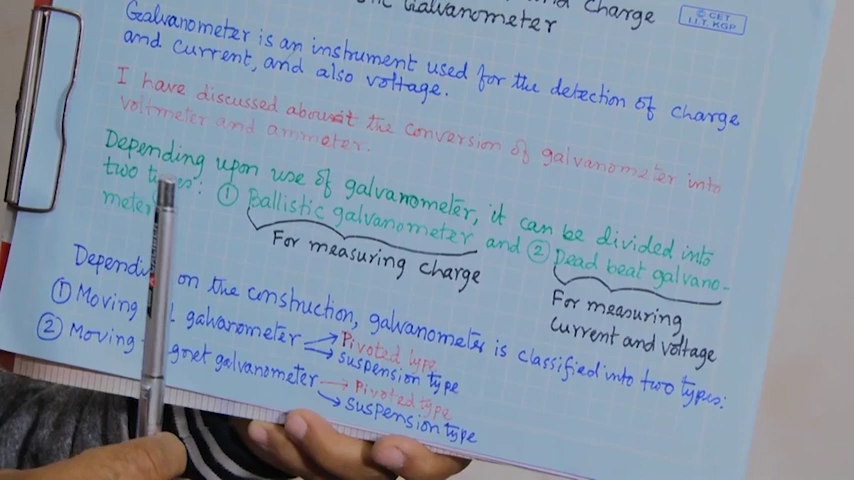 Charge
Galvanometer
© CET
I.I.T. KGP
Galvanometer is an instrument used for the detection of charge
and current, and also voltage.
I have discussed about the conversion of galvanometer into
voltmeter and ammeter.
Depending upon use of galvanometer, it can be divided into
two types: ① Ballistic galvanometer and ② Dead beat galvano-
meter
For measuring charge
For measuring
current and voltage
Depending on the construction, galvanometer is classified into two types:
① Moving galvanometer → Pivoted type
→ Suspension type
② Moving galvanometer → Pivoted type
→ Suspension type